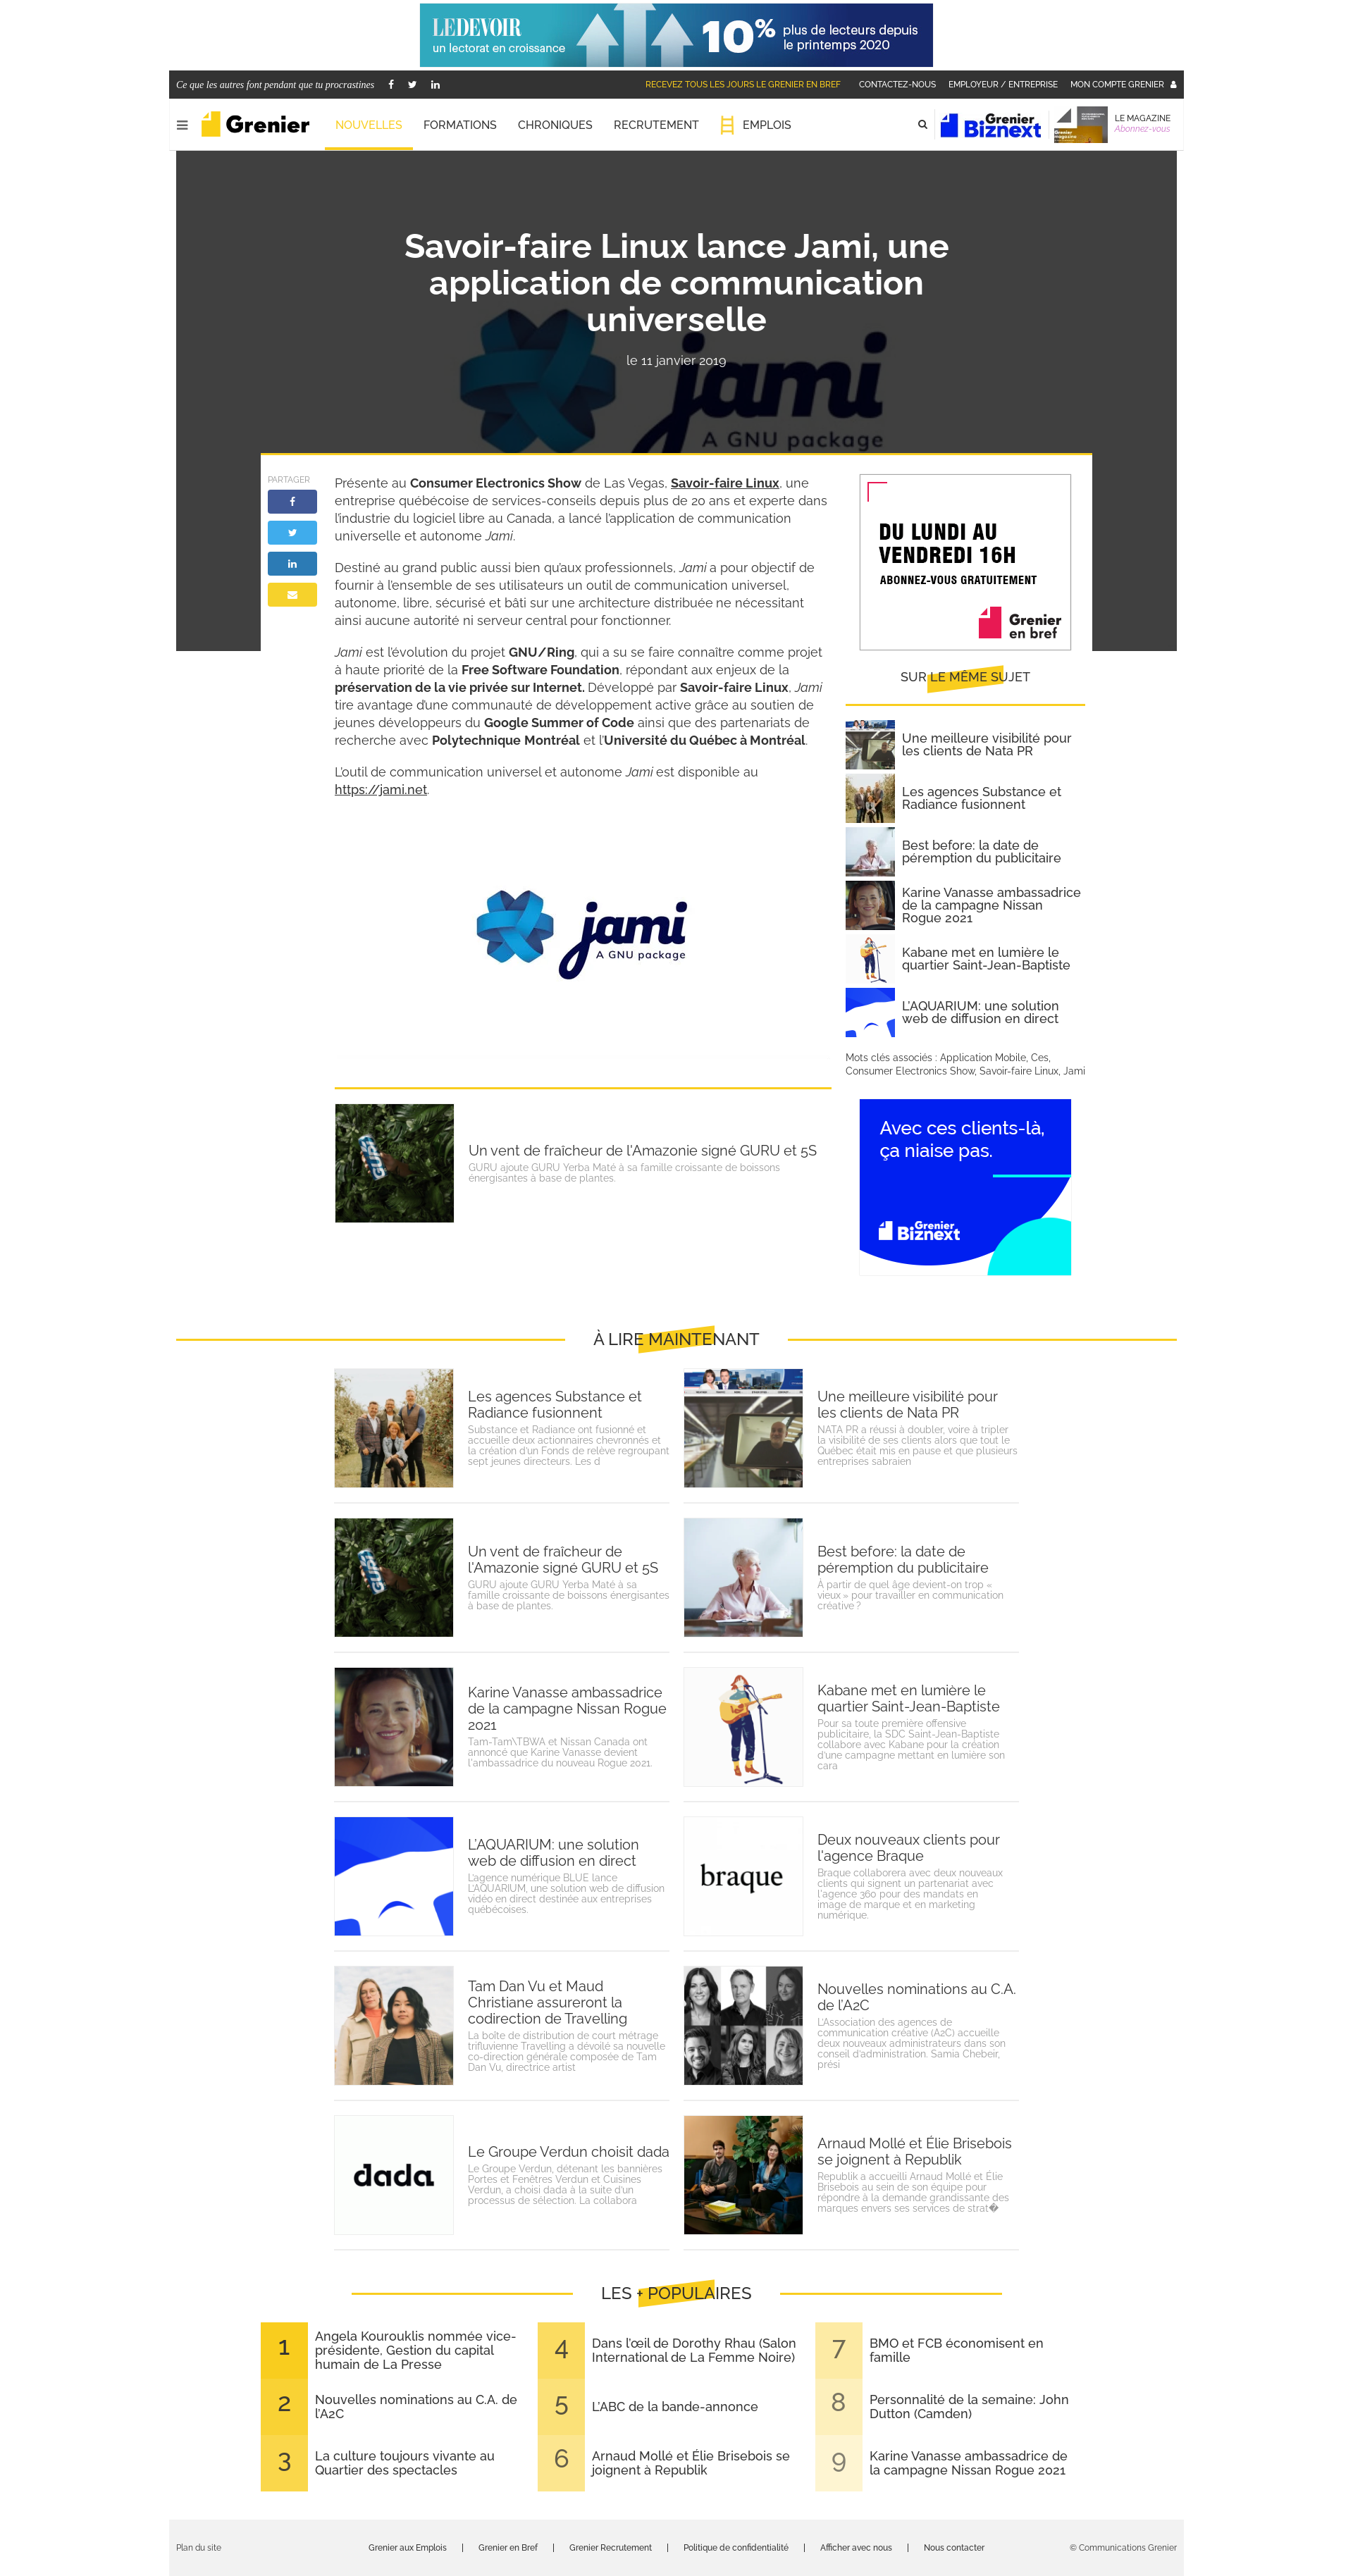 LE DEVOIR
un lectorat en croissance
10%
plus de lecteurs depuis
le printemps 2020
Ce que les autres font pendant que tu procrastines
RECEVEZ TOUS LES JOURS LE GRENIER EN BREF
CONTACTEZ-NOUS
EMPLOYEUR / ENTREPRISE
MON COMPTE GRENIER
Grenier
NOUVELLES
FORMATIONS
CHRONIQUES
RECRUTEMENT
EMPLOIS
Grenier
Biznext
Grenier
magazine
LE MAGAZINE
Abonnez-vous
Savoir-faire Linux lance Jami, une
application de communication
universelle
le 11 janvier 2019
jami
A GNU package
PARTAGER
Présente au Consumer Electronics Show de Las Vegas, Savoir-faire Linux, une
entreprise québécoise de services-conseils depuis plus de 20 ans et experte dans
l'industrie du logiciel libre au Canada, a lancé l'application de communication
universelle et autonome Jami.
Destiné au grand public aussi bien qu'aux professionnels, Jami a pour objectif de
fournir à l'ensemble de ses utilisateurs un outil de communication universel,
autonome, libre, sécurisé et bâti sur une architecture distribuée ne nécessitant
ainsi aucune autorité ni serveur central pour fonctionner.
Jami est l'évolution du projet GNU/Ring, qui a su se faire connaître comme projet
à haute priorité de la Free Software Foundation, répondant aux enjeux de la
préservation de la vie privée sur Internet. Développé par Savoir-faire Linux, Jami
tire avantage d'une communauté de développement active grâce au soutien de
jeunes développeurs du Google Summer of Code ainsi que des partenariats de
recherche avec Polytechnique Montréal et l'Université du Québec à Montréal.
L'outil de communication universel et autonome Jami est disponible au
https://jami.net.
jami
A GNU package
DU LUNDI AU
VENDREDI 16H
ABONNEZ-VOUS GRATUITEMENT
Grenier
en bref
SUR LE MÊME SUJET
Une meilleure visibilité pour
les clients de Nata PR
Les agences Substance et
Radiance fusionnent
Best before: la date de
péremption du publicitaire
Karine Vanasse ambassadrice
de la campagne Nissan
Rogue 2021
Kabane met en lumière le
quartier Saint-Jean-Baptiste
L'AQUARIUM: une solution
web de diffusion en direct
Mots clés associés : Application Mobile, Ces,
Consumer Electronics Show, Savoir-faire Linux, Jami
GURU
Un vent de fraîcheur de l'Amazonie signé GURU et 5S
GURU ajoute GURU Yerba Maté à sa famille croissante de boissons
énergisantes à base de plantes.
Avec ces clients-là,
ça niaise pas.
Grenier
Biznext
À LIRE MAINTENANT
Les agences Substance et
Radiance fusionnent
Substance et Radiance ont fusionné et
accueille deux actionnaires chevronnés et
la création d'un Fonds de relève regroupant
sept jeunes directeurs. Les d
Une meilleure visibilité pour
les clients de Nata PR
NATA PR a réussi à doubler, voire à tripler
la visibilité de ses clients alors que tout le
Québec était mis en pause et que plusieurs
entreprises sabraien
GURU
Un vent de fraîcheur de
l'Amazonie signé GURU et 5S
GURU ajoute GURU Yerba Maté à sa
famille croissante de boissons énergisantes
à base de plantes.
Best before: la date de
péremption du publicitaire
À partir de quel âge devient-on trop «
vieux » pour travailler en communication
créative ?
Karine Vanasse ambassadrice
de la campagne Nissan Rogue
2021
Tam-Tam\TBWA et Nissan Canada ont
annoncé que Karine Vanasse devient
l'ambassadrice du nouveau Rogue 2021.
Kabane met en lumière le
quartier Saint-Jean-Baptiste
Pour sa toute première offensive
publicitaire, la SDC Saint-Jean-Baptiste
collabore avec Kabane pour la création
d'une campagne mettant en lumière son
cara
L'AQUARIUM: une solution
web de diffusion en direct
L'agence numérique BLUE lance
L'AQUARIUM, une solution web de diffusion
vidéo en direct destinée aux entreprises
québécoises.
braque
Deux nouveaux clients pour
l'agence Braque
Braque collaborera avec deux nouveaux
clients qui signent un partenariat avec
l'agence 360 pour des mandats en
image de marque et en marketing
numérique.
Tam Dan Vu et Maud
Christiane assureront la
codirection de Travelling
La boîte de distribution de court métrage
trifluvienne Travelling a dévoilé sa nouvelle
co-direction générale composée de Tam
Dan Vu, directrice artist
Nouvelles nominations au C.A.
de l'A2C
L'Association des agences de
communication créative (A2C) accueille
deux nouveaux administrateurs dans son
conseil d'administration. Samia Chebeir,
prési
dada
Le Groupe Verdun choisit dada
Le Groupe Verdun, détenant les bannières
Portes et Fenêtres Verdun et Cuisines
Verdun, a choisi dada à la suite d'un
processus de sélection. La collabora
Arnaud Mollé et Élie Brisebois
se joignent à Republik
Republik a accueilli Arnaud Mollé et Élie
Brisebois au sein de son équipe pour
répondre à la demande grandissante des
marques envers ses services de strat�
LES + POPULAIRES
1
Angela Kourouklis nommée vice-
présidente, Gestion du capital
humain de La Presse
2
Nouvelles nominations au C.A. de
l'A2C
3
La culture toujours vivante au
Quartier des spectacles
4
Dans l'œil de Dorothy Rhau (Salon
International de La Femme Noire)
5
L'ABC de la bande-annonce
6
Arnaud Mollé et Élie Brisebois se
joignent à Republik
7
BMO et FCB économisent en
famille
8
Personnalité de la semaine: John
Dutton (Camden)
9
Karine Vanasse ambassadrice de
la campagne Nissan Rogue 2021
Plan du site
Grenier aux Emplois
|
Grenier en Bref
|
Grenier Recrutement
|
Politique de confidentialité
|
Afficher avec nous
|
Nous contacter
© Communications Grenier